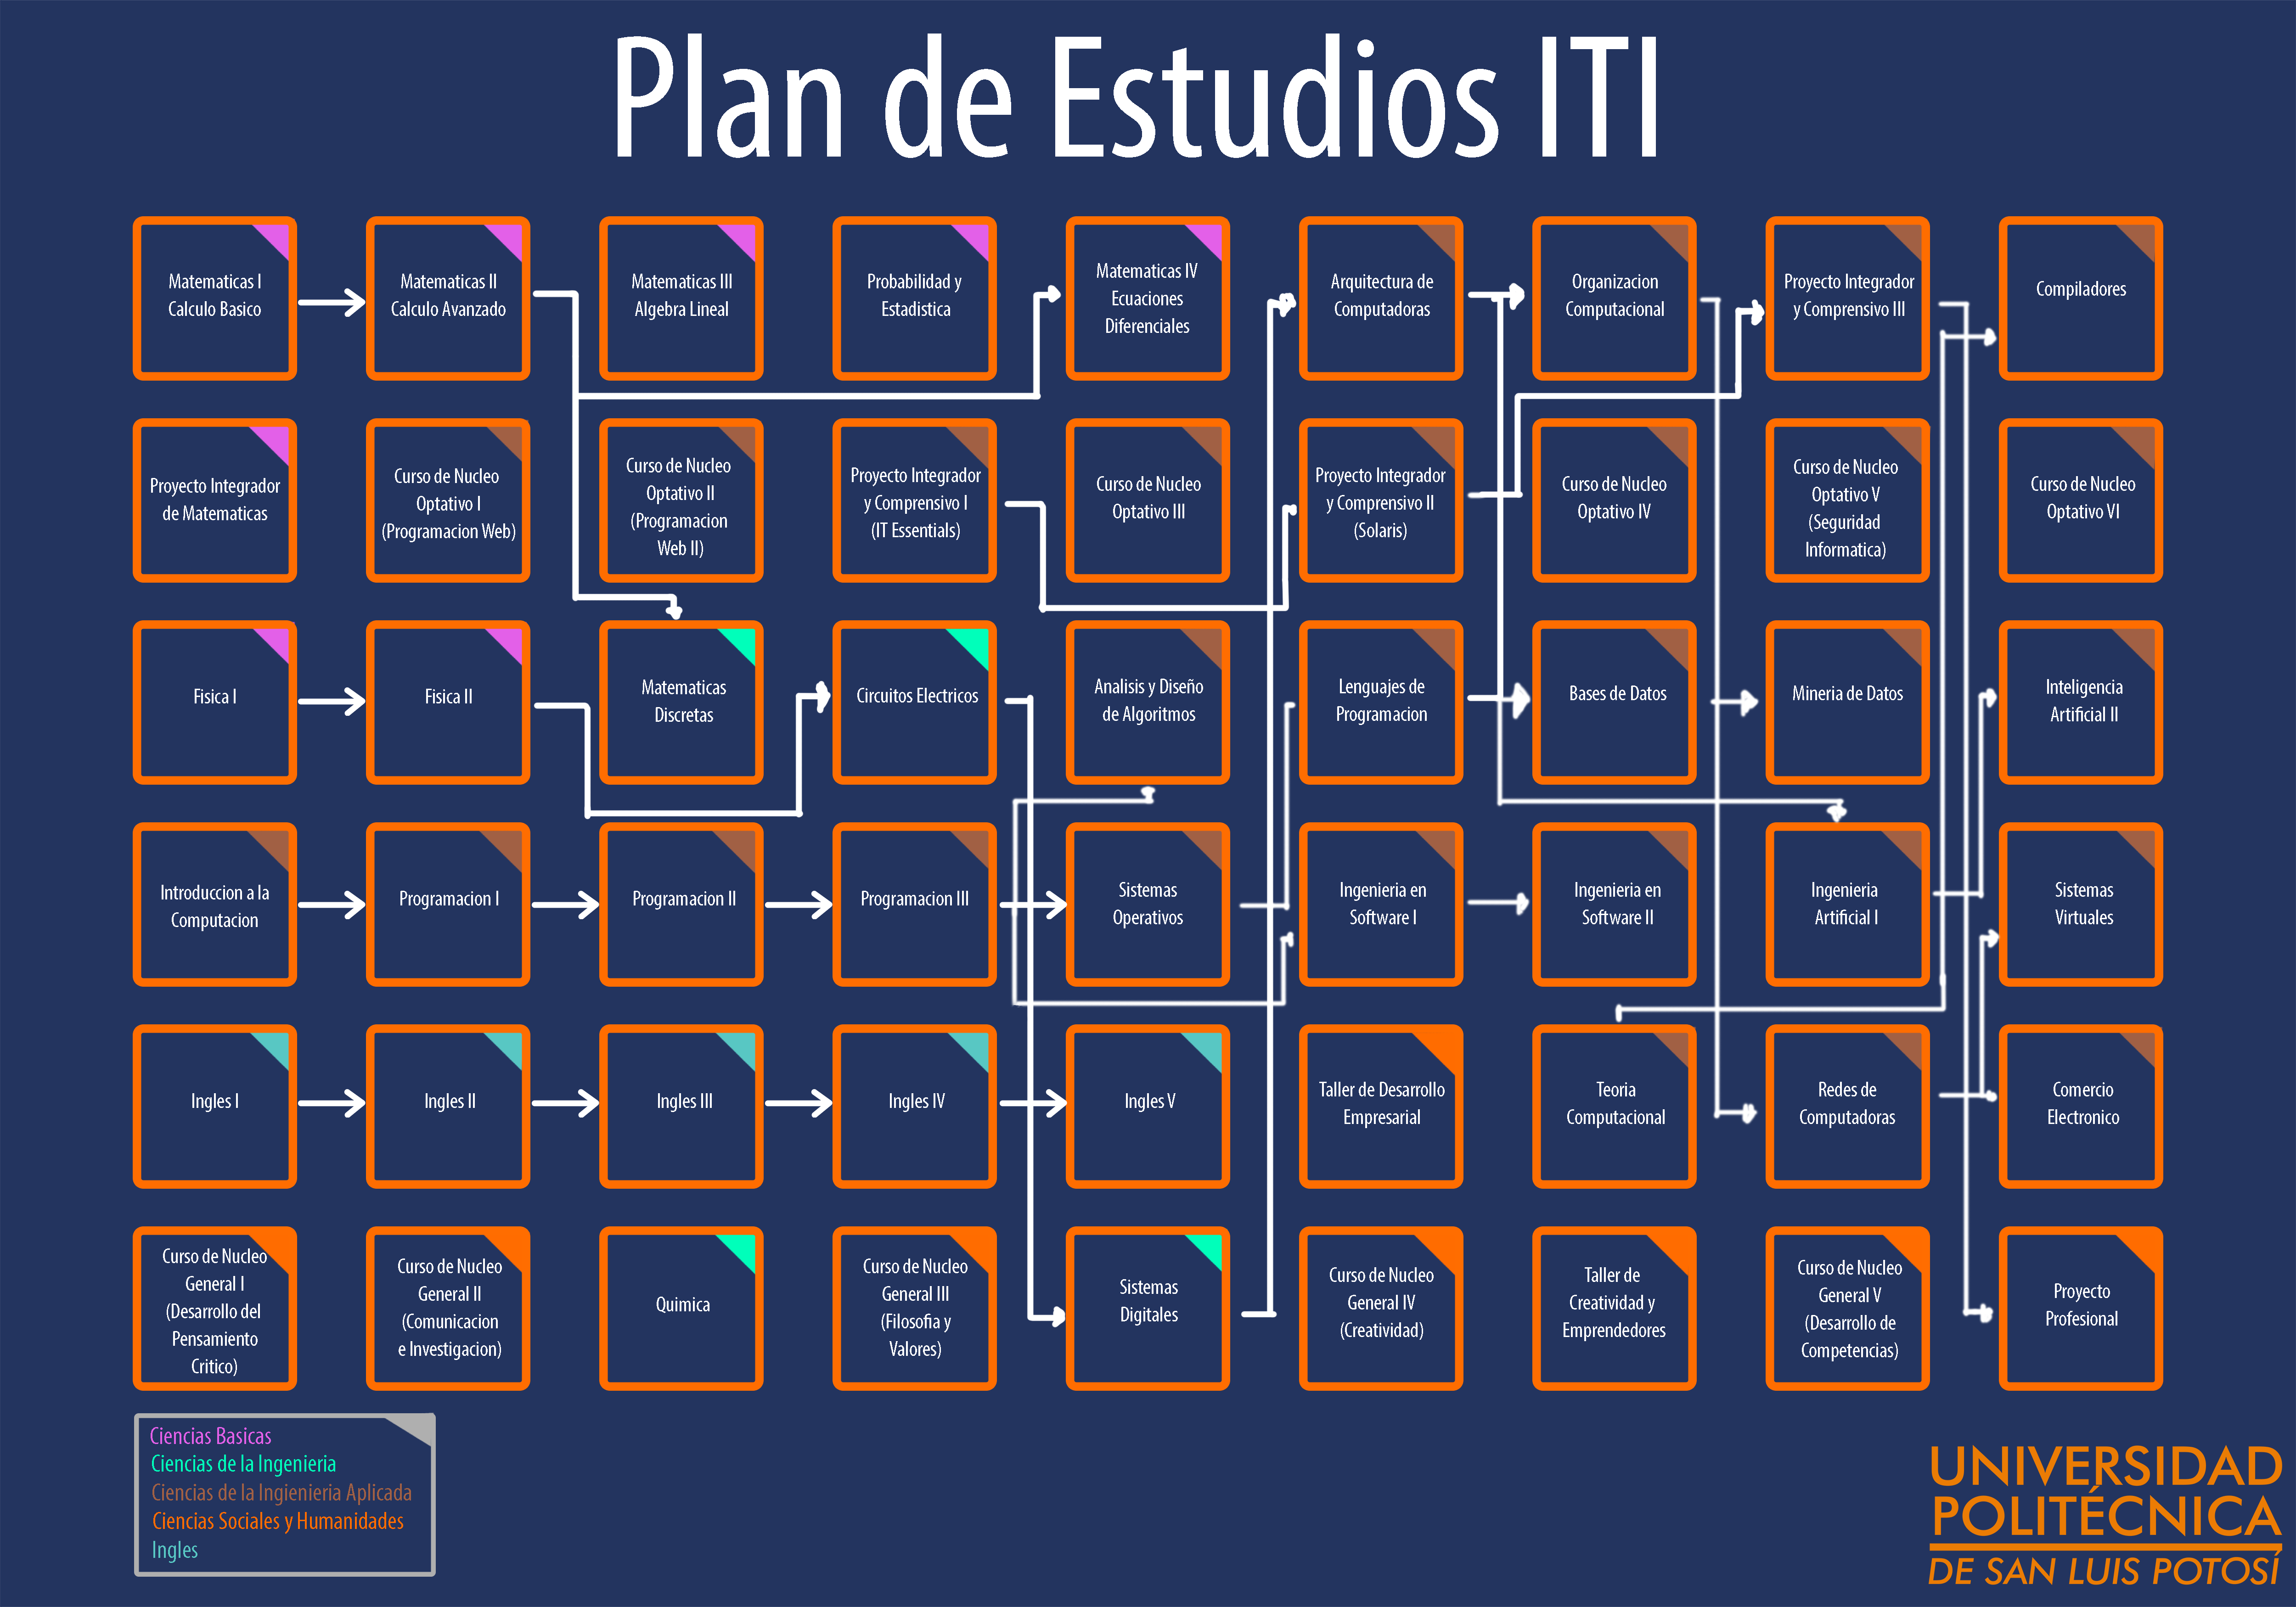 Plan de Estudios ITI
Matematicas I
Calculo Basico
Matematicas II
Calculo Avanzado
Matematicas III
Algebra Lineal
Probabilidad y
Estadistica
Matematicas IV
Ecuaciones
Diferenciales
Arquitectura de
Computadoras
Organizacion
Computacional
Proyecto Integrador
y Comprensivo III
Compiladores
Proyecto Integrador
de Matematicas
Curso de Nucleo
Optativo I
(Programacion Web)
Curso de Nucleo
Optativo II
(Programacion
Web II)
Proyecto Integrador
y Comprensivo I
(IT Essentials)
Curso de Nucleo
Optativo III
Proyecto Integrador
y Comprensivo II
(Solaris)
Curso de Nucleo
Optativo IV
Curso de Nucleo
Optativo V
(Seguridad
Informatica)
Curso de Nucleo
Optativo VI
Fisica I
Fisica II
Matematicas
Discretas
Circuitos Electricos
Analisis y Diseño
de Algoritmos
Lenguajes de
Programacion
Bases de Datos
Mineria de Datos
Inteligencia
Artificial II
Introduccion a la
Computacion
Programacion I
Programacion II
Programacion III
Sistemas
Operativos
Ingenieria en
Software I
Ingenieria en
Software II
Ingenieria
Artificial I
Sistemas
Virtuales
Ingles I
Ingles II
Ingles III
Ingles IV
Ingles V
Taller de Desarrollo
Empresarial
Teoria
Computacional
Redes de
Computadoras
Comercio
Electronico
Curso de Nucleo
General I
(Desarrollo del
Pensamiento
Critico)
Curso de Nucleo
General II
(Comunicacion
e Investigacion)
Quimica
Curso de Nucleo
General III
(Filosofia y
Valores)
Sistemas
Digitales
Curso de Nucleo
General IV
(Creatividad)
Taller de
Creatividad y
Emprendedores
Curso de Nucleo
General V
(Desarrollo de
Competencias)
Proyecto
Profesional
Ciencias Basicas
Ciencias de la Ingenieria
Ciencias de la Ingienieria Aplicada
Ciencias Sociales y Humanidades
Ingles
UNIVERSIDAD
POLITÉCNICA
DE SAN LUIS POTOSÍ